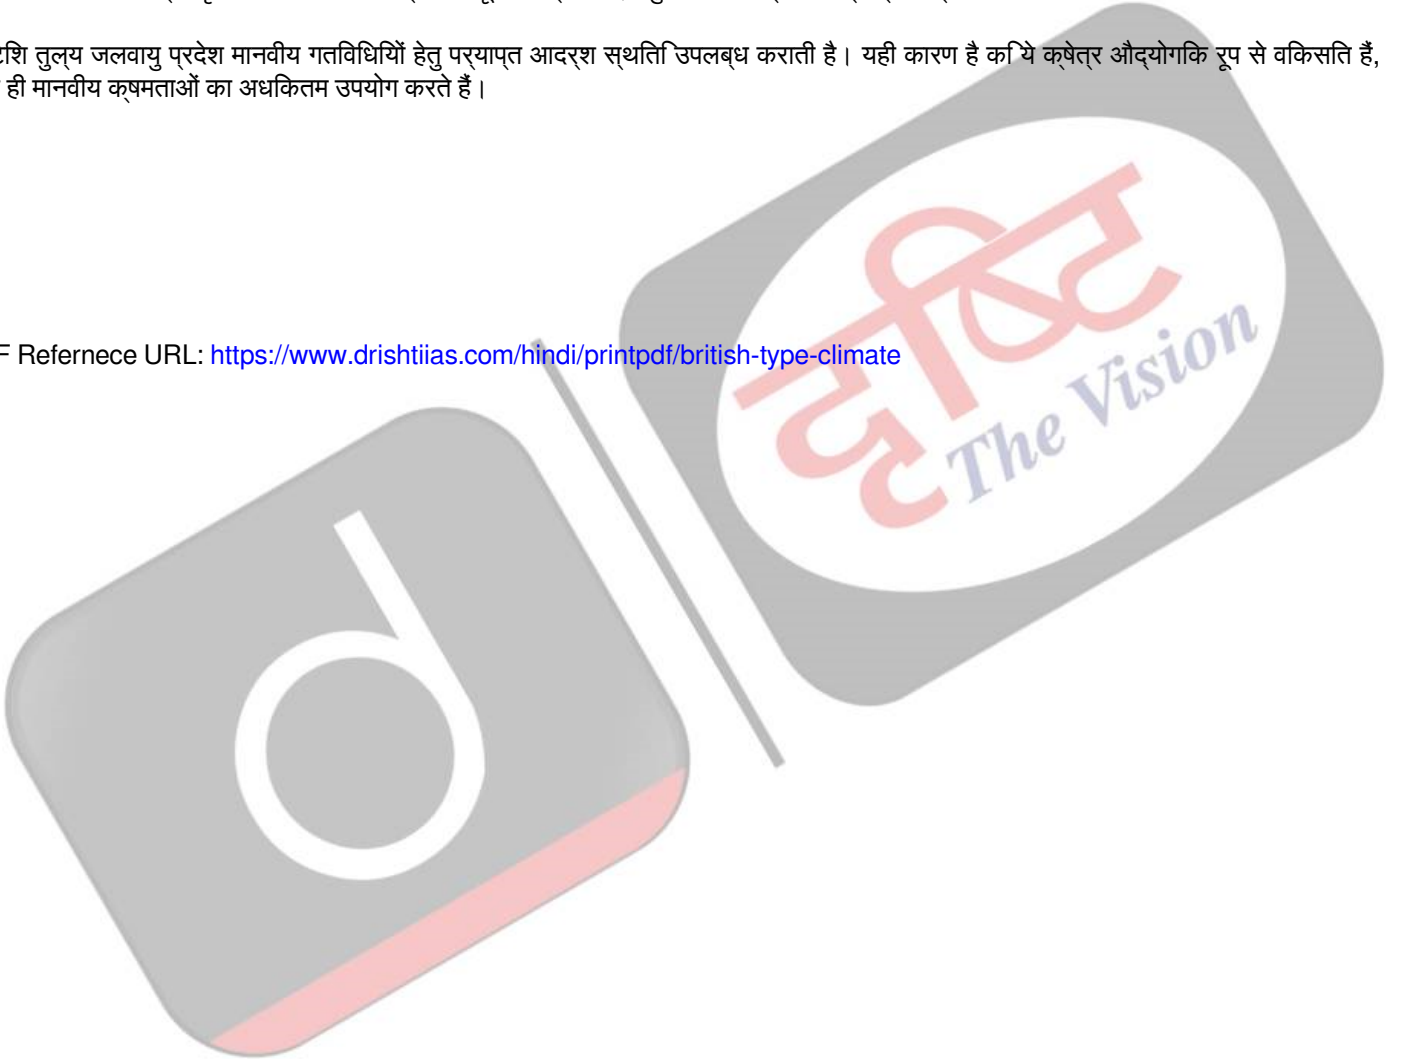 टिश तुल्य जलवायु प्रदेश मानवीय गतिविधियों हेतु पर्याप्त आदर्श स्थिति उपलब्ध कराती है। यही कारण है कि ये क्षेत्र औद्योगिक रूप से विकसित हैं,
ही मानवीय क्षमताओं का अधिकतम उपयोग करते हैं।
F Refernece URL: https://www.drishtiias.com/hindi/printpdf/british-type-climate
दृष्टि
The Vision
d